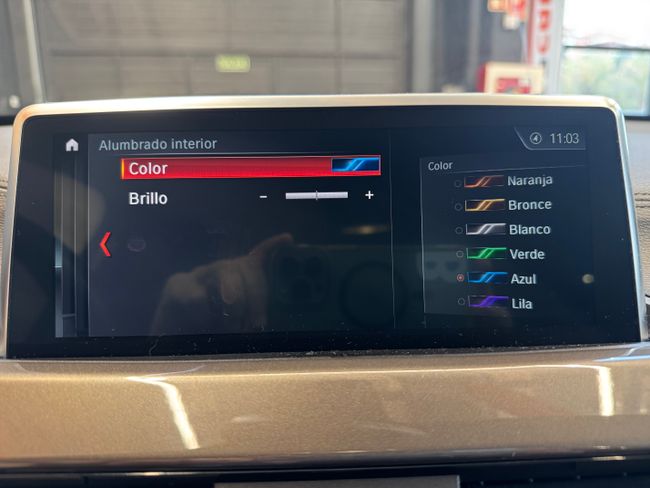 Alumbrado interior
11:03
Color
Brillo
-
+
Color
Naranja
Bronce
Blanco
Verde
Azul
Lila